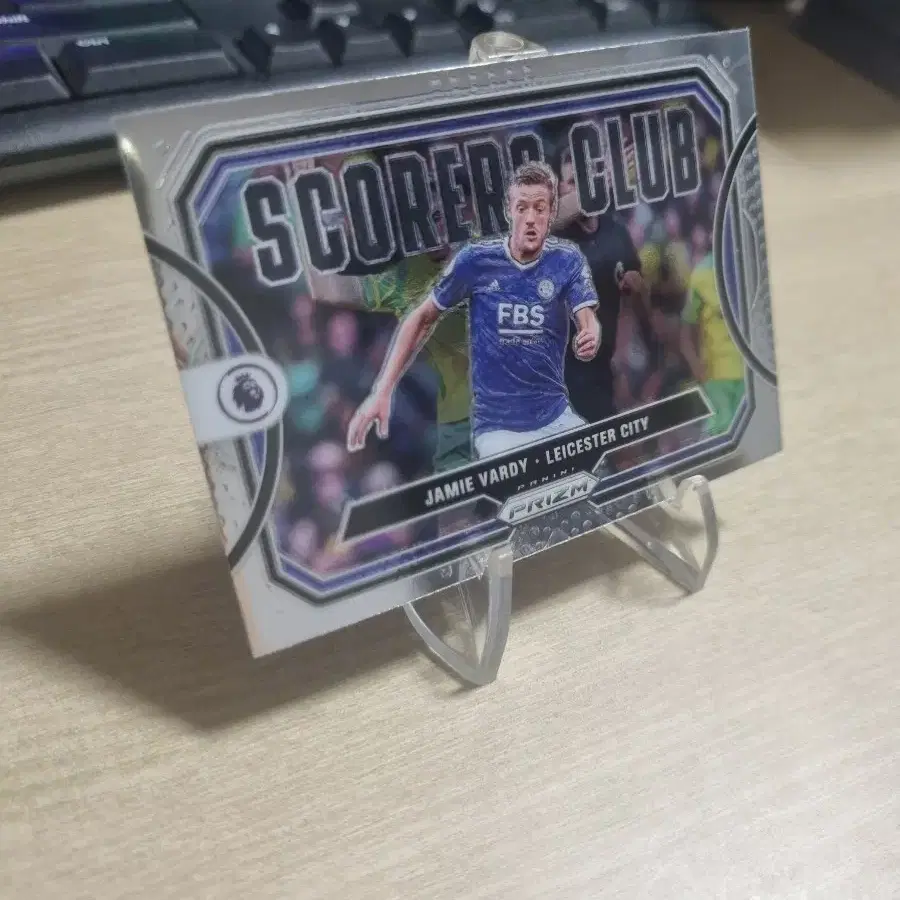 SCORERS CLUB
FBS
JAMIE VARDY · LEICESTER CITY
PANINI
PRIZM